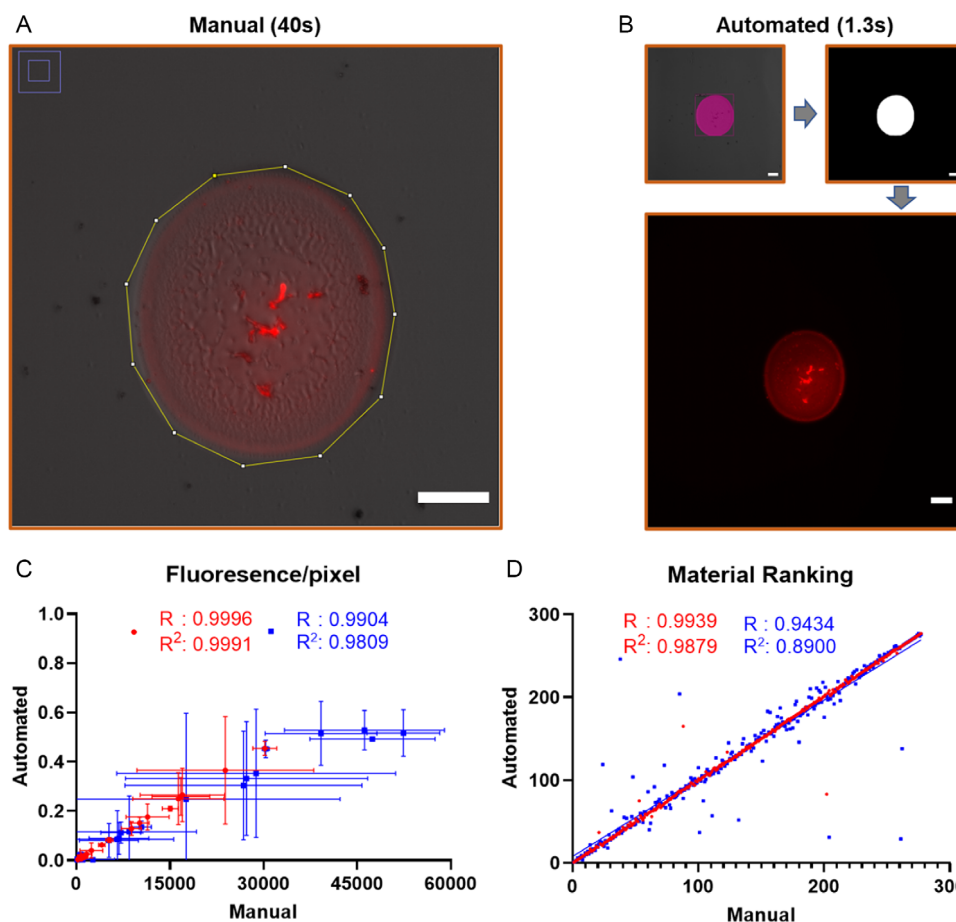 A
Manual (40s)
B
Automated (1.3s)
C
Fluoresence/pixel
R : 0.9996
R²: 0.9991
R : 0.9904
R²: 0.9809
Automated
1.0
0.8
0.6
0.4
0.2
0.0
0
15000
30000
45000
60000
Manual
D
Material Ranking
R : 0.9939
R²: 0.9879
R : 0.9434
R²: 0.8900
Automated
300
200
100
0
0
100
200
300
Manual